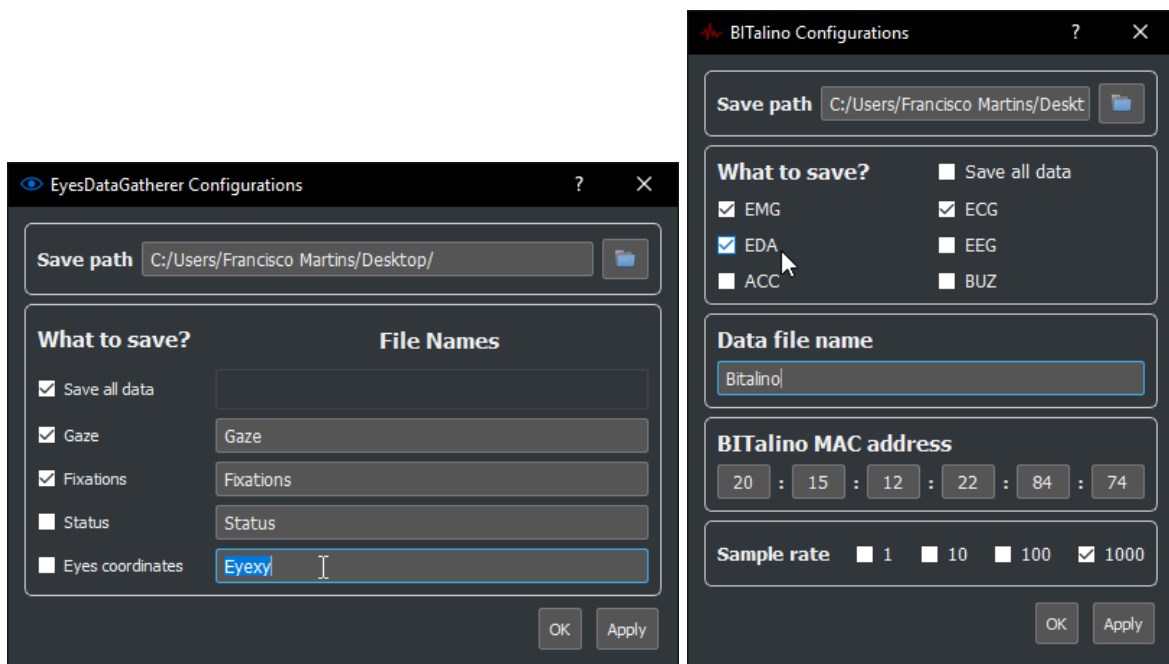 EyesDataGatherer Configurations ?
Save path C:/Users/Francisco Martins/Desktop/
What to save? File Names
Save all data
Gaze Gaze
Fixations Fixations
Status Status
Eyes coordinates Eyexy
OK Apply
BITalino Configurations ?
Save path C:/Users/Francisco Martins/Deskt
What to save? Save all data
EMG ECG
EDA EEG
ACC BUZ
Data file name
Bitalino
BITalino MAC address
20 : 15 : 12 : 22 : 84 : 74
Sample rate 1 10 100 1000
OK Apply